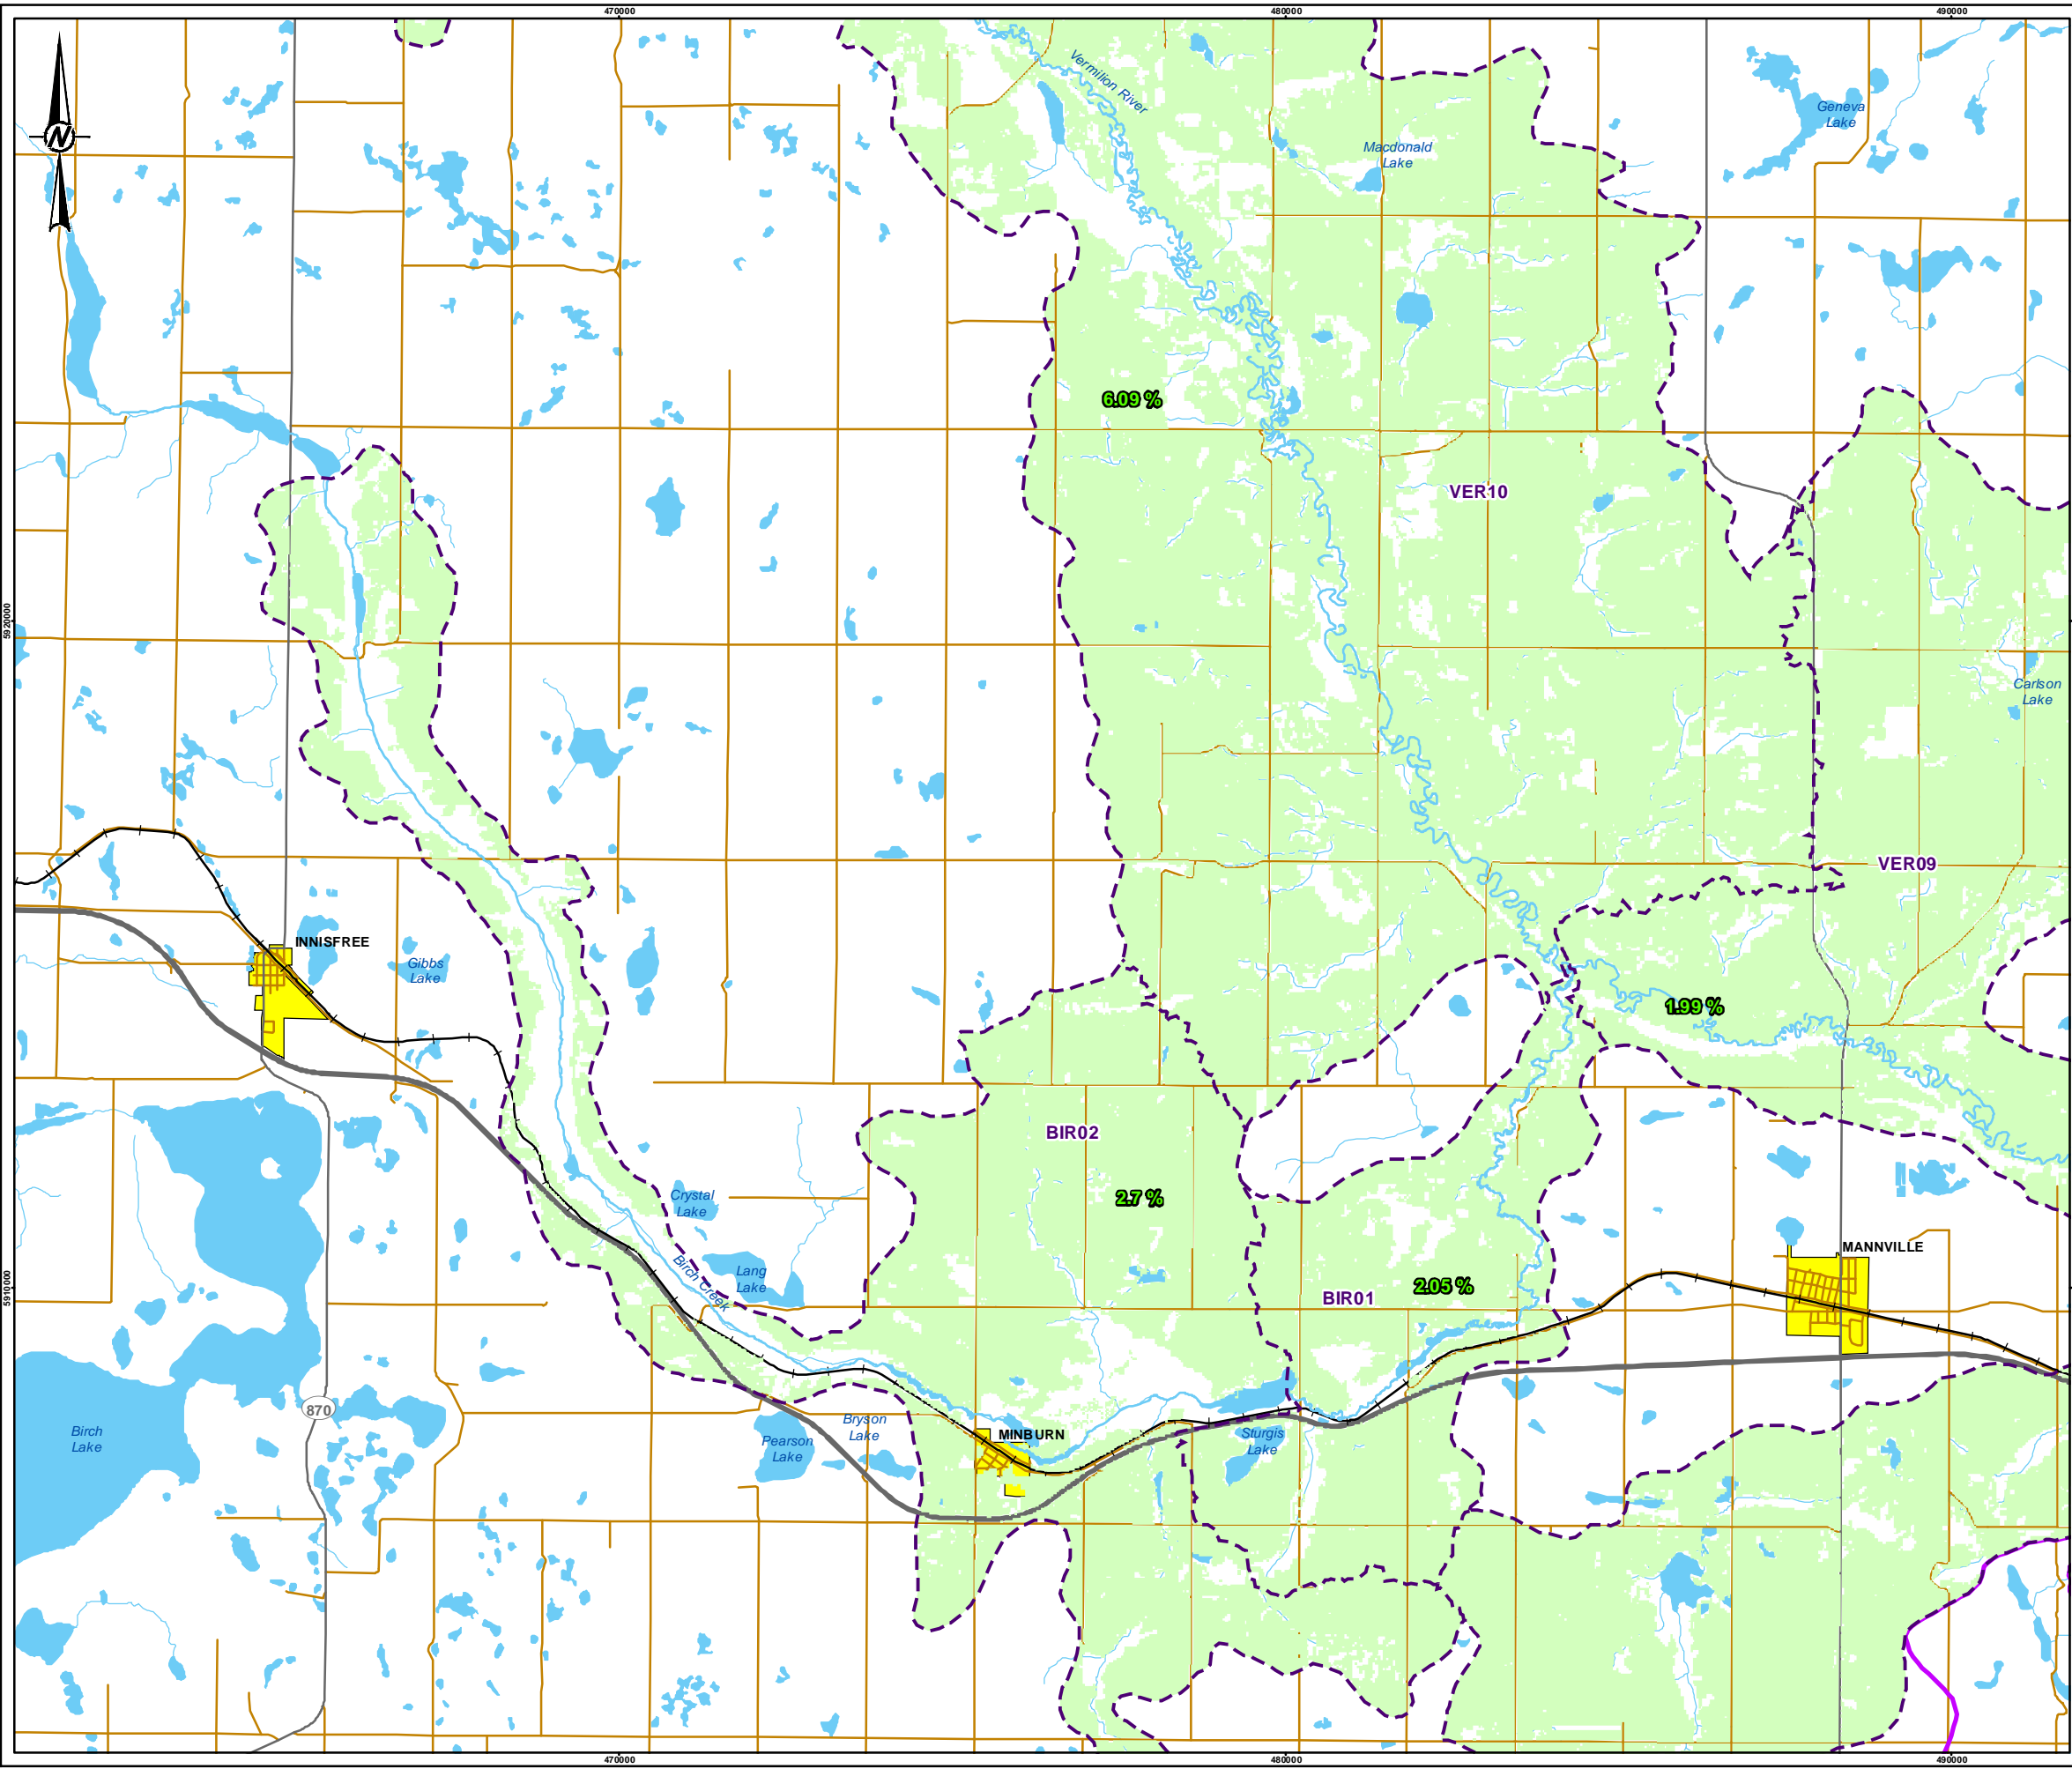 470000
480000
490000
N
Vermilion River
Geneva
Lake
Macdonald
Lake
6.09 %
VER10
5920000
Carlson
Lake
VER09
INNISFREE
Gibbs
Lake
1.99 %
BIR02
2.7 %
Crystal
Lake
MANNVILLE
Lang
Lake
Birch Creek
2.05 %
BIR01
5910000
870
Birch
Lake
Bryson
Lake
Pearson
Lake
MINBURN
Sturgis
Lake
470000
480000
490000